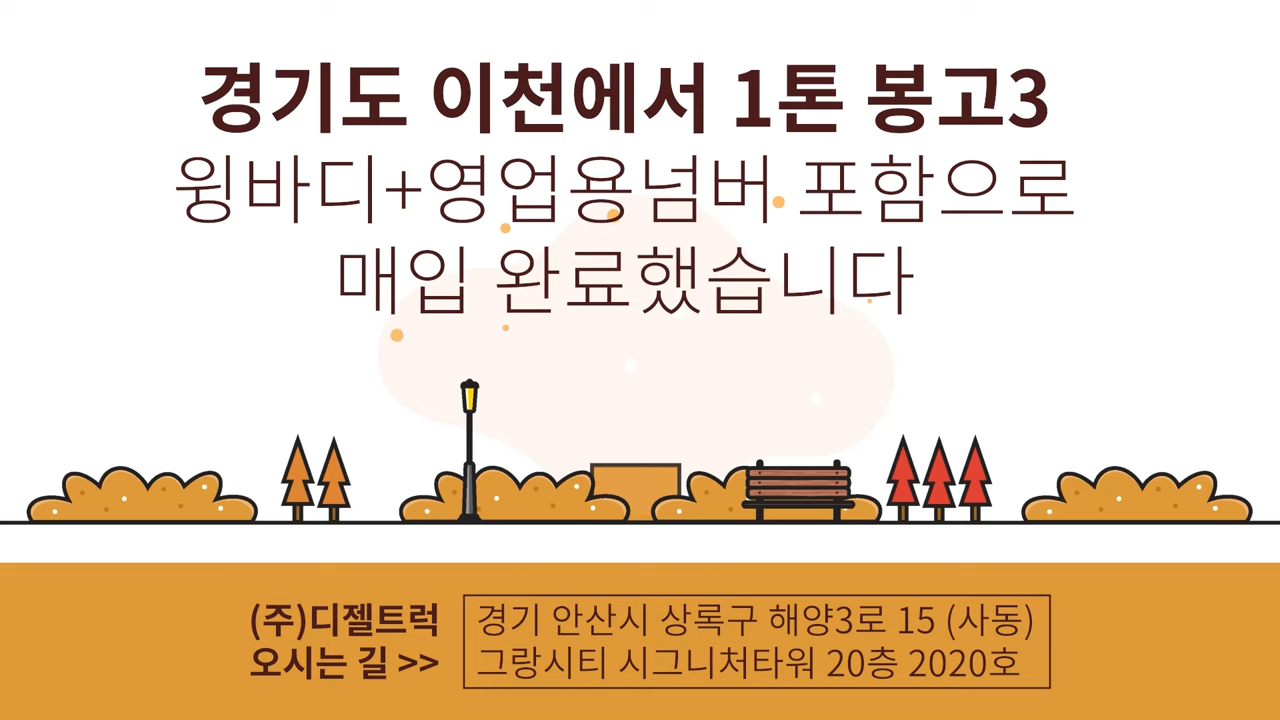 경기도 이천에서 1톤 봉고3
윙바디+영업용넘버 포함으로
매입 완료했습니다
(주)디젤트럭
오시는 길 >>
경기 안산시 상록구 해양3로 15 (사동)
그랑시티 시그니처타워 20층 2020호